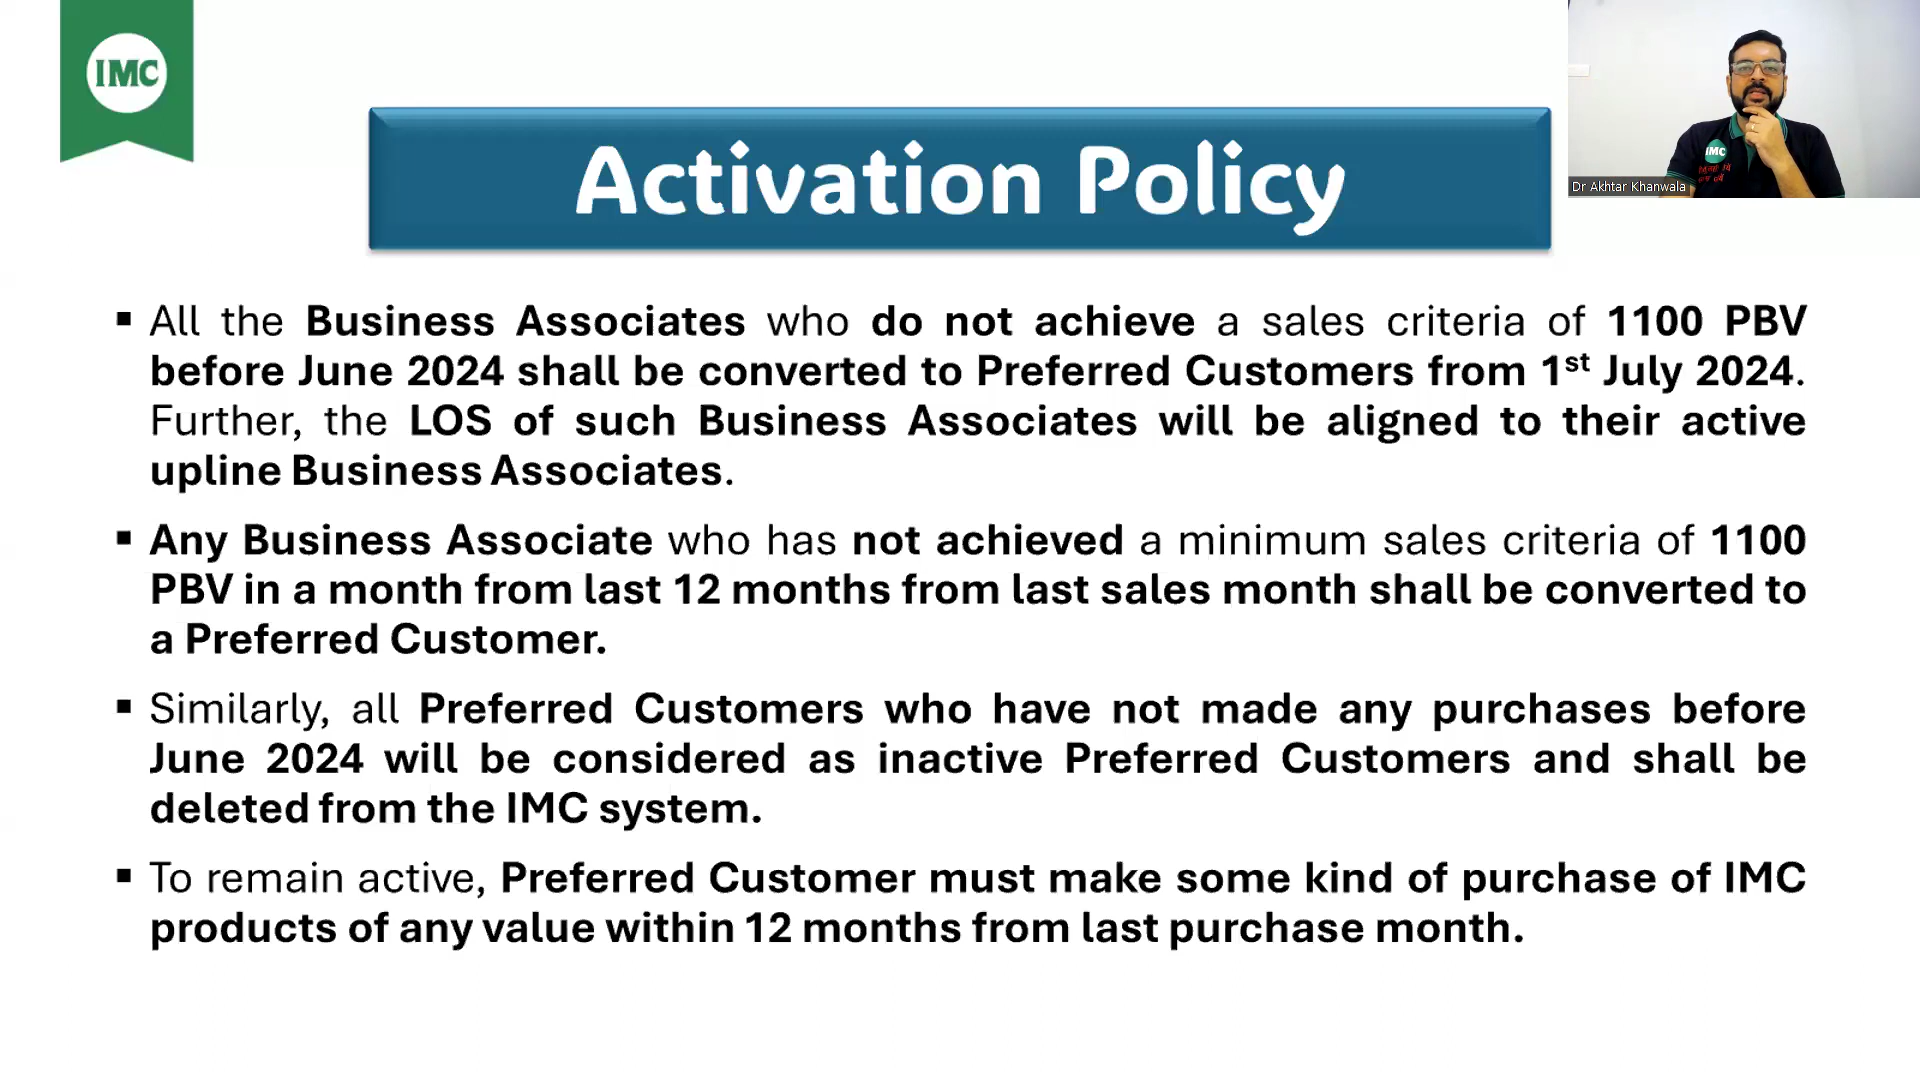 IMC
Activation Policy
IMC
Dr Akhtar Khanwala
▪ All the Business Associates who do not achieve a sales criteria of 1100 PBV
before June 2024 shall be converted to Preferred Customers from 1st July 2024.
Further, the LOS of such Business Associates will be aligned to their active
upline Business Associates.
▪ Any Business Associate who has not achieved a minimum sales criteria of 1100
PBV in a month from last 12 months from last sales month shall be converted to
a Preferred Customer.
▪ Similarly, all Preferred Customers who have not made any purchases before
June 2024 will be considered as inactive Preferred Customers and shall be
deleted from the IMC system.
▪ To remain active, Preferred Customer must make some kind of purchase of IMC
products of any value within 12 months from last purchase month.